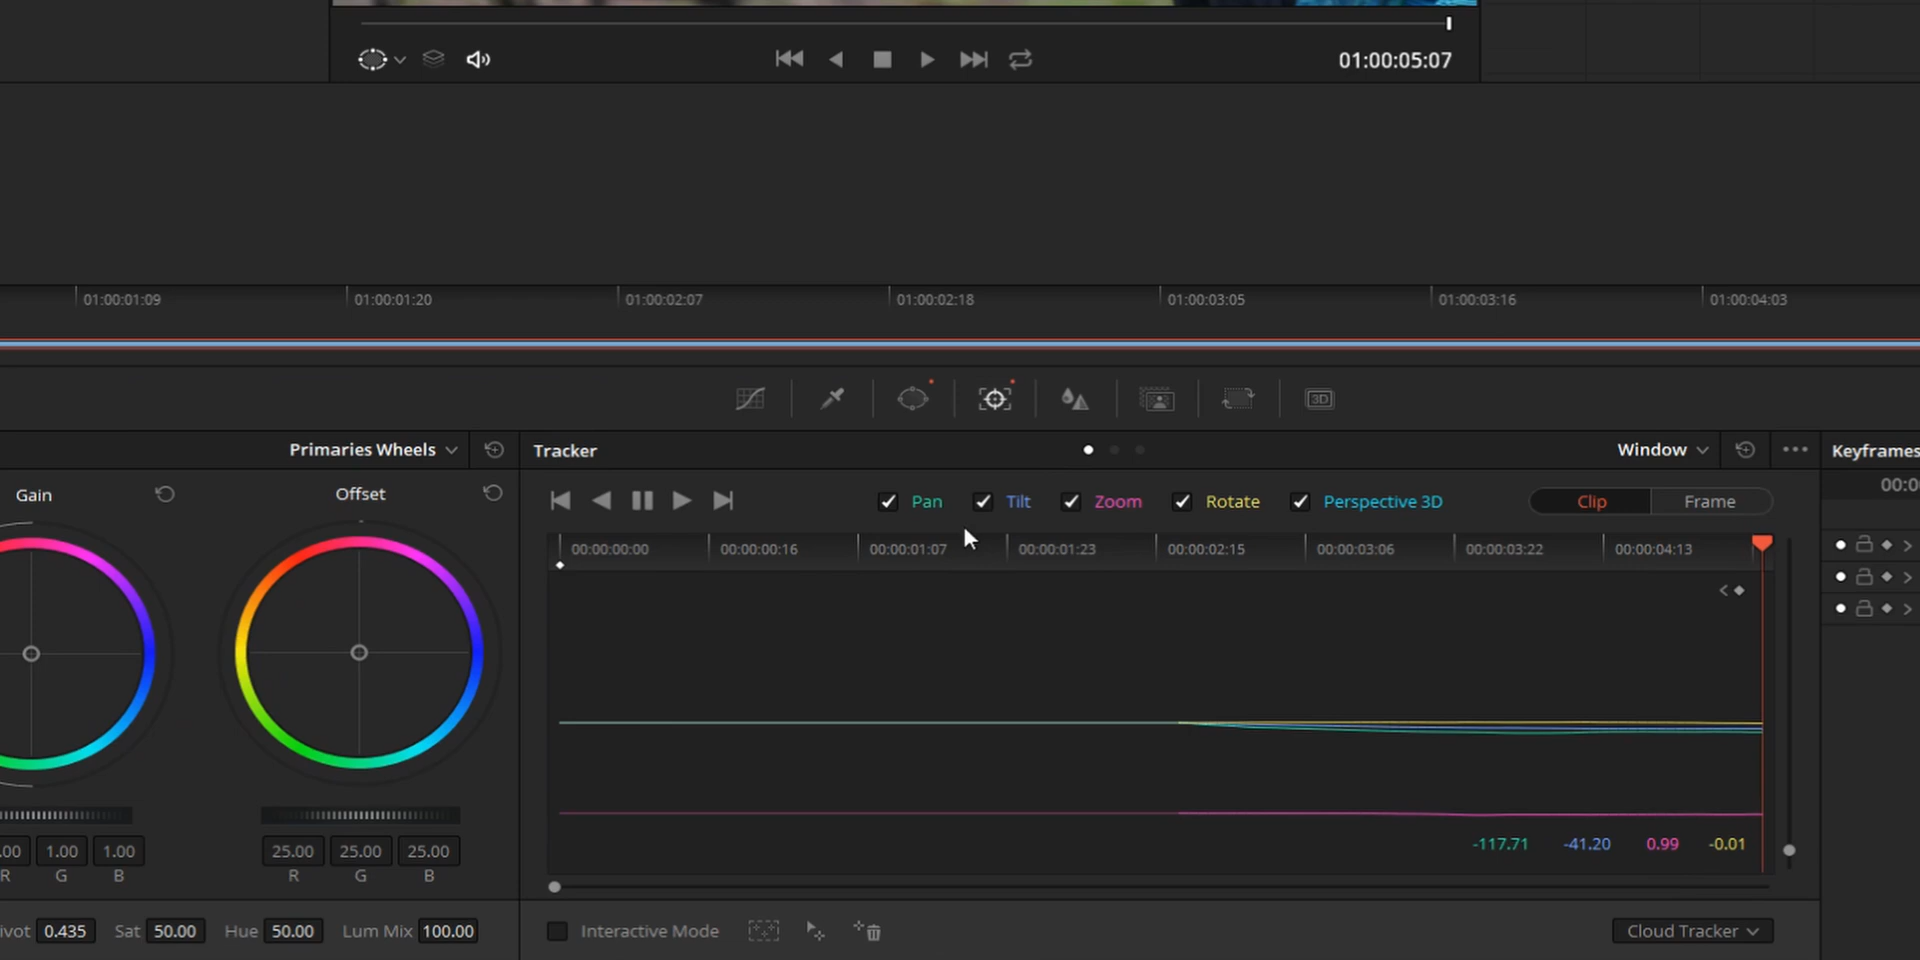 01:00:05:07
01:00:01:09 01:00:01:20 01:00:02:07 01:00:02:18 01:00:03:05 01:00:03:16 01:00:04:03
3D
Primaries Wheels Tracker Window Keyframes
Gain Offset
Pan Tilt Zoom Rotate Perspective 3D Clip Frame
00:0
00:00:00:00 00:00:00:16 00:00:01:07 00:00:01:23 00:00:02:15 00:00:03:06 00:00:03:22 00:00:04:13
-117.71 -41.20 0.99 -0.01
.00 1.00 1.00 25.00 25.00 25.00
R G B R G B
ivot 0.435 Sat 50.00 Hue 50.00 Lum Mix 100.00 Interactive Mode Cloud Tracker